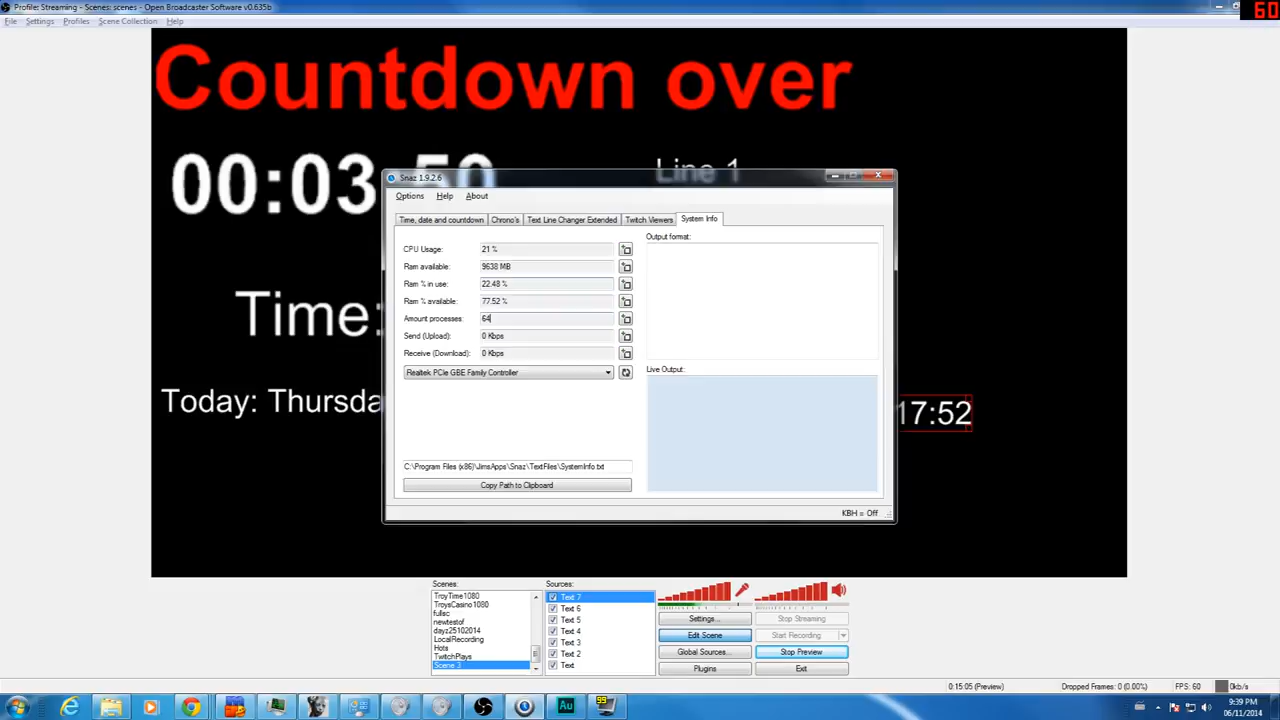 Profile: Streaming - Scenes: scenes - Open Broadcaster Software v0.635b
60
File Settings Profiles Scene Collection Help
Countdown over
00:03:50
Line 1
Snaz 1.9.2.6
Options Help About
Time, date and countdown Chrono's Text Line Changer Extended Twitch Viewers System Info
Output format:
CPU Usage: 21 %
Ram available: 9638 MB
Ram % in use: 22.48 %
Ram % available: 77.52 %
Amount processes: 64
Send (Upload): 0 Kbps
Receive (Download): 0 Kbps
Realtek PCIe GBE Family Controller
Live Output:
Time:
Today: Thursda
17:52
C:\Program Files (x86)\JimsApps\Snaz\TextFiles\SystemInfo.txt
Copy Path to Clipboard
KBH = Off
Scenes:
TroyTime1080
TroysCasino1080
fullsc
newtestof
dayz25102014
LocalRecording
Hots
TwitchPlays
Scene 3
Sources:
Text 7
Text 6
Text 5
Text 4
Text 3
Text 2
Text
Settings... Stop Streaming
Edit Scene Start Recording
Global Sources... Stop Preview
Plugins Exit
0:15:05 (Preview) Dropped Frames: 0 (0.00%) FPS: 60 0kb/s
Au
99
9:39 PM
06/11/2014